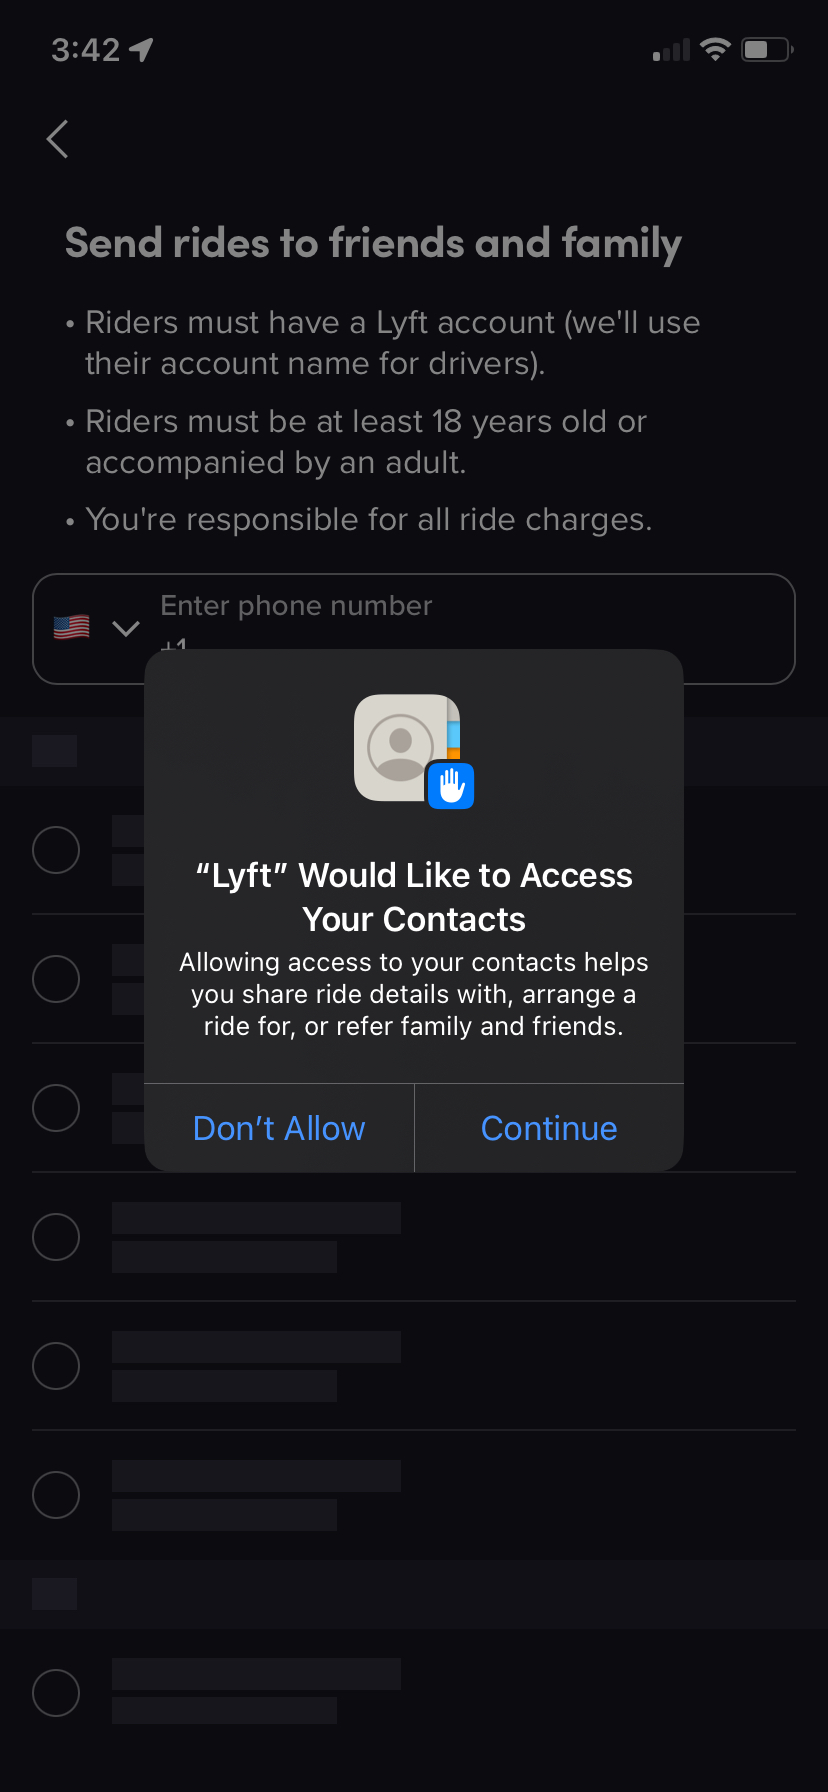 3:42
Send rides to friends and family
• Riders must have a Lyft account (we'll use
their account name for drivers).
• Riders must be at least 18 years old or
accompanied by an adult.
• You're responsible for all ride charges.
Enter phone number
+1
“Lyft” Would Like to Access
Your Contacts
Allowing access to your contacts helps
you share ride details with, arrange a
ride for, or refer family and friends.
Don’t Allow
Continue